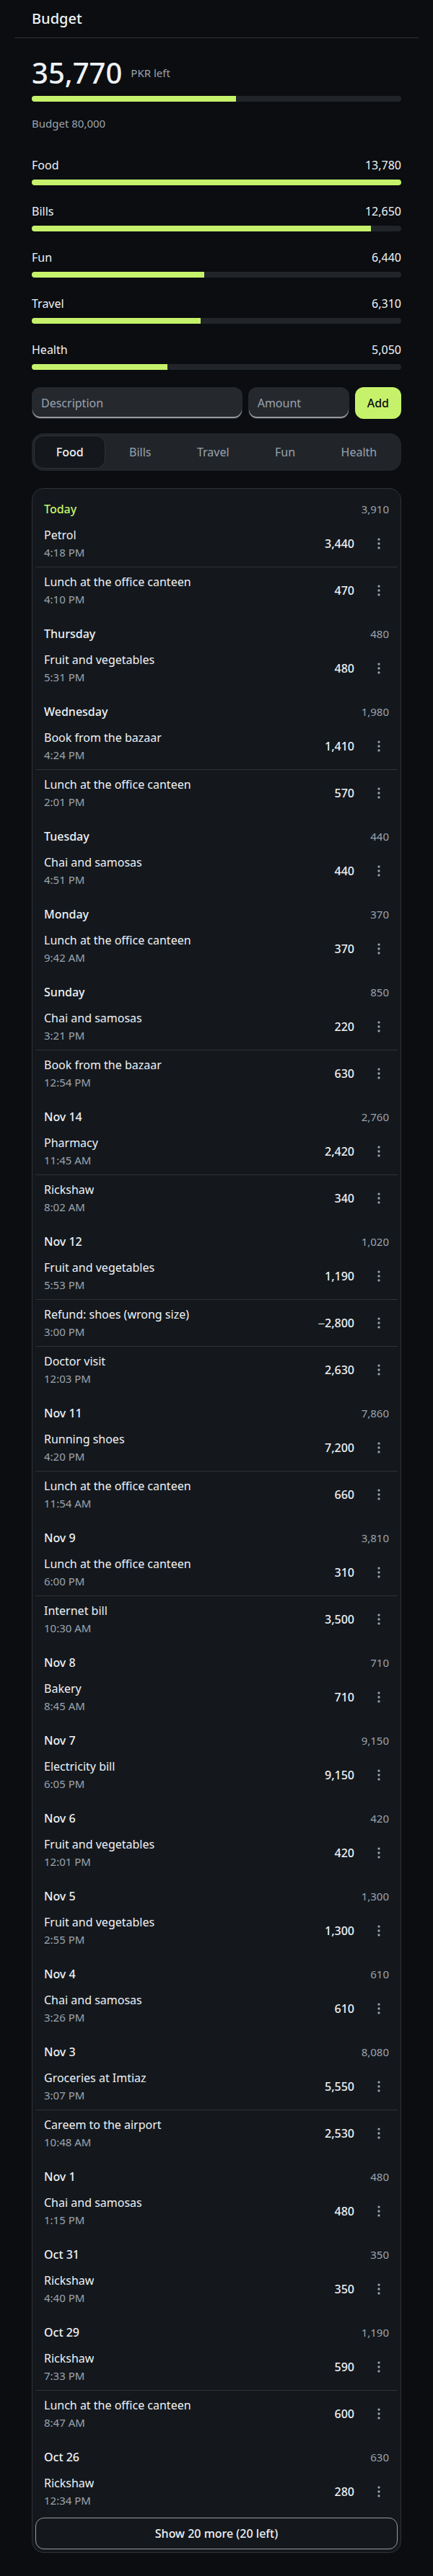 Budget
35,770 PKR left
Budget 80,000
Food 13,780
Bills 12,650
Fun 6,440
Travel 6,310
Health 5,050
Description Amount Add
Food Bills Travel Fun Health
Today 3,910
Petrol
4:18 PM 3,440
Lunch at the office canteen
4:10 PM 470
Thursday 480
Fruit and vegetables
5:31 PM 480
Wednesday 1,980
Book from the bazaar
4:24 PM 1,410
Lunch at the office canteen
2:01 PM 570
Tuesday 440
Chai and samosas
4:51 PM 440
Monday 370
Lunch at the office canteen
9:42 AM 370
Sunday 850
Chai and samosas
3:21 PM 220
Book from the bazaar
12:54 PM 630
Nov 14 2,760
Pharmacy
11:45 AM 2,420
Rickshaw
8:02 AM 340
Nov 12 1,020
Fruit and vegetables
5:53 PM 1,190
Refund: shoes (wrong size)
3:00 PM −2,800
Doctor visit
12:03 PM 2,630
Nov 11 7,860
Running shoes
4:20 PM 7,200
Lunch at the office canteen
11:54 AM 660
Nov 9 3,810
Lunch at the office canteen
6:00 PM 310
Internet bill
10:30 AM 3,500
Nov 8 710
Bakery
8:45 AM 710
Nov 7 9,150
Electricity bill
6:05 PM 9,150
Nov 6 420
Fruit and vegetables
12:01 PM 420
Nov 5 1,300
Fruit and vegetables
2:55 PM 1,300
Nov 4 610
Chai and samosas
3:26 PM 610
Nov 3 8,080
Groceries at Imtiaz
3:07 PM 5,550
Careem to the airport
10:48 AM 2,530
Nov 1 480
Chai and samosas
1:15 PM 480
Oct 31 350
Rickshaw
4:40 PM 350
Oct 29 1,190
Rickshaw
7:33 PM 590
Lunch at the office canteen
8:47 AM 600
Oct 26 630
Rickshaw
12:34 PM 280
Show 20 more (20 left)